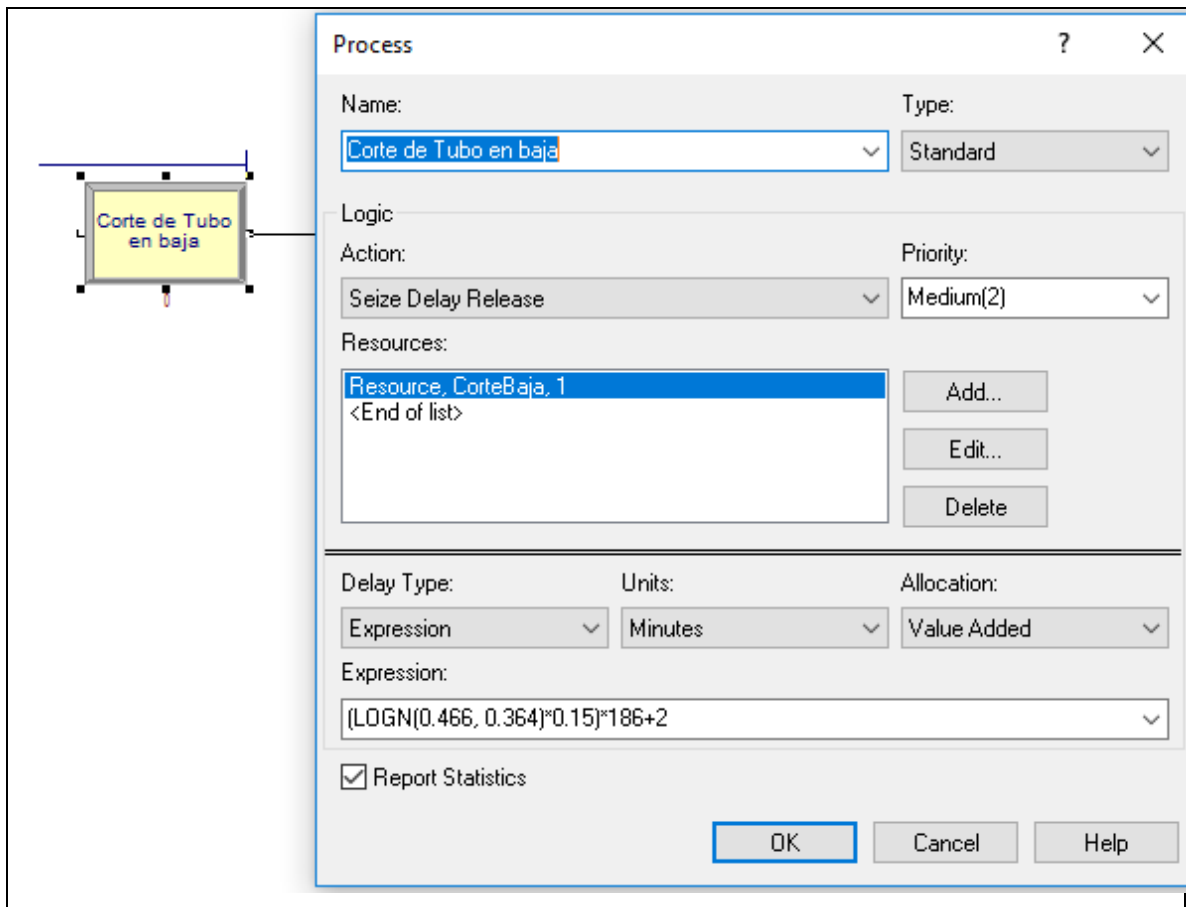 Process
?
Name:
Type:
Corte de Tubo en baja
Standard
Corte de Tubo
en baja
0
Logic
Action:
Priority:
Seize Delay Release
Medium(2)
Resources:
Resource, CorteBaja, 1
<End of list>
Add...
Edit...
Delete
Delay Type:
Units:
Allocation:
Expression
Minutes
Value Added
Expression:
(LOGN(0.466, 0.364)*0.15)*186+2
Report Statistics
OK
Cancel
Help